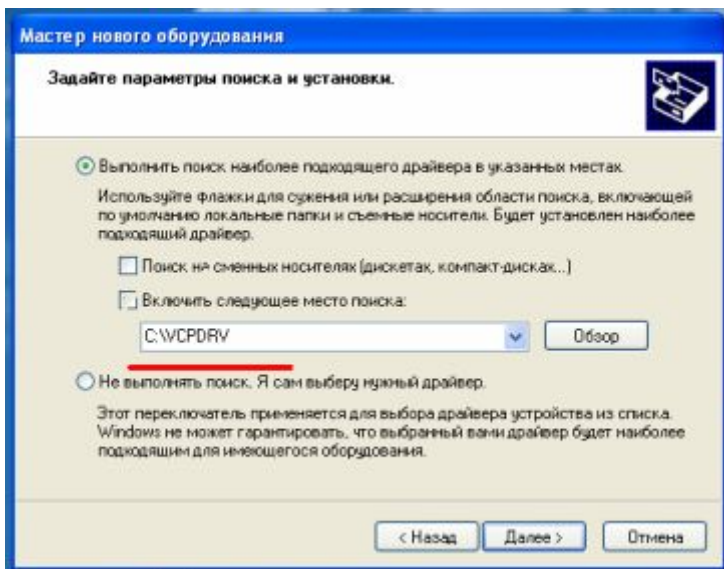 Мастер нового оборудования
Задайте параметры поиска и установки.
Выполнить поиск наиболее подходящего драйвера в указанных местах.
Используйте флажки для сужения или расширения области поиска, включающей
по умолчанию локальные папки и съемные носители. Будет установлен наиболее
подходящий драйвер.
Поиск на сменных носителях (дискетах, компакт-дисках...)
Включить следующее место поиска:
C:\VCPDRV
Обзор
Не выполнять поиск. Я сам выберу нужный драйвер.
Этот переключатель применяется для выбора драйвера устройства из списка.
Windows не может гарантировать, что выбранный вами драйвер будет наиболее
подходящим для имеющегося оборудования.
< Назад Далее > Отмена